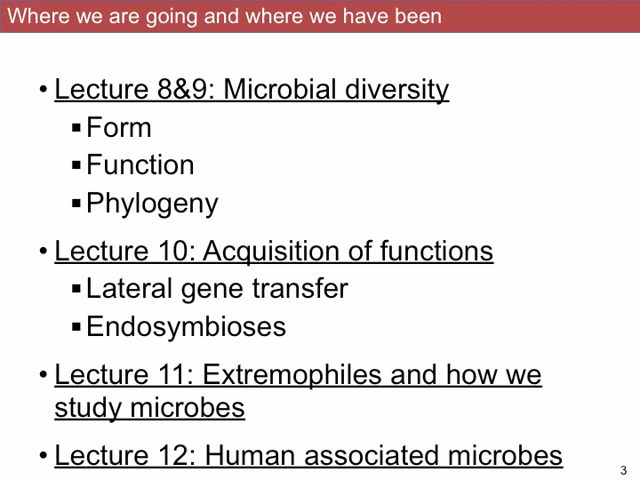 Where we are going and where we have been
• Lecture 8&9: Microbial diversity
▪ Form
▪ Function
▪ Phylogeny
• Lecture 10: Acquisition of functions
▪ Lateral gene transfer
▪ Endosymbioses
• Lecture 11: Extremophiles and how we
study microbes
• Lecture 12: Human associated microbes
3